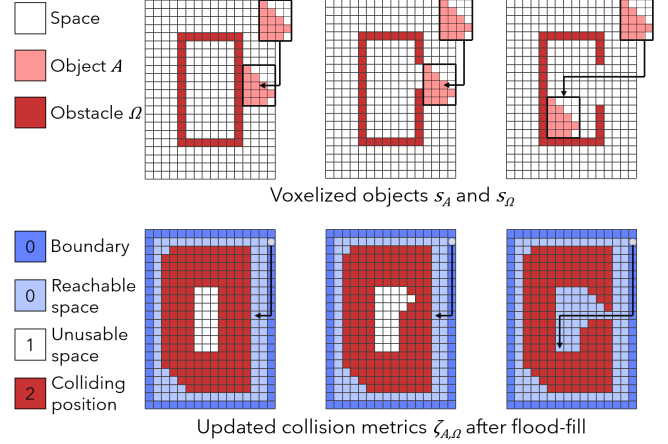 Space
Object A
Obstacle Ω
Voxelized objects s_A and s_Ω
0 Boundary
0 Reachable
space
1 Unusable
space
2 Colliding
position
Updated collision metrics ζ_{A,Ω} after flood-fill